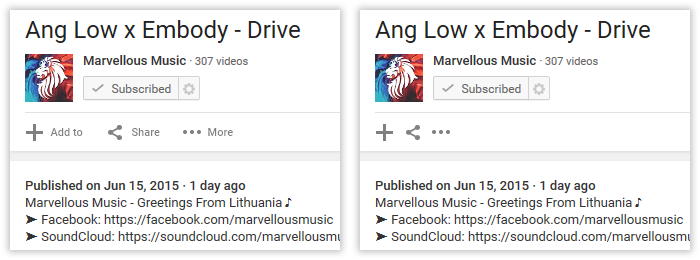 Ang Low x Embody - Drive
Marvellous Music · 307 videos
Subscribed
Add to Share More
Published on Jun 15, 2015 · 1 day ago
Marvellous Music - Greetings From Lithuania ♪
➤ Facebook: https://facebook.com/marvellousmusic
➤ SoundCloud: https://soundcloud.com/marvellousmu
Ang Low x Embody - Drive
Marvellous Music · 307 videos
Subscribed
Published on Jun 15, 2015 · 1 day ago
Marvellous Music - Greetings From Lithuania ♪
➤ Facebook: https://facebook.com/marvellousmusic
➤ SoundCloud: https://soundcloud.com/marvellousmu